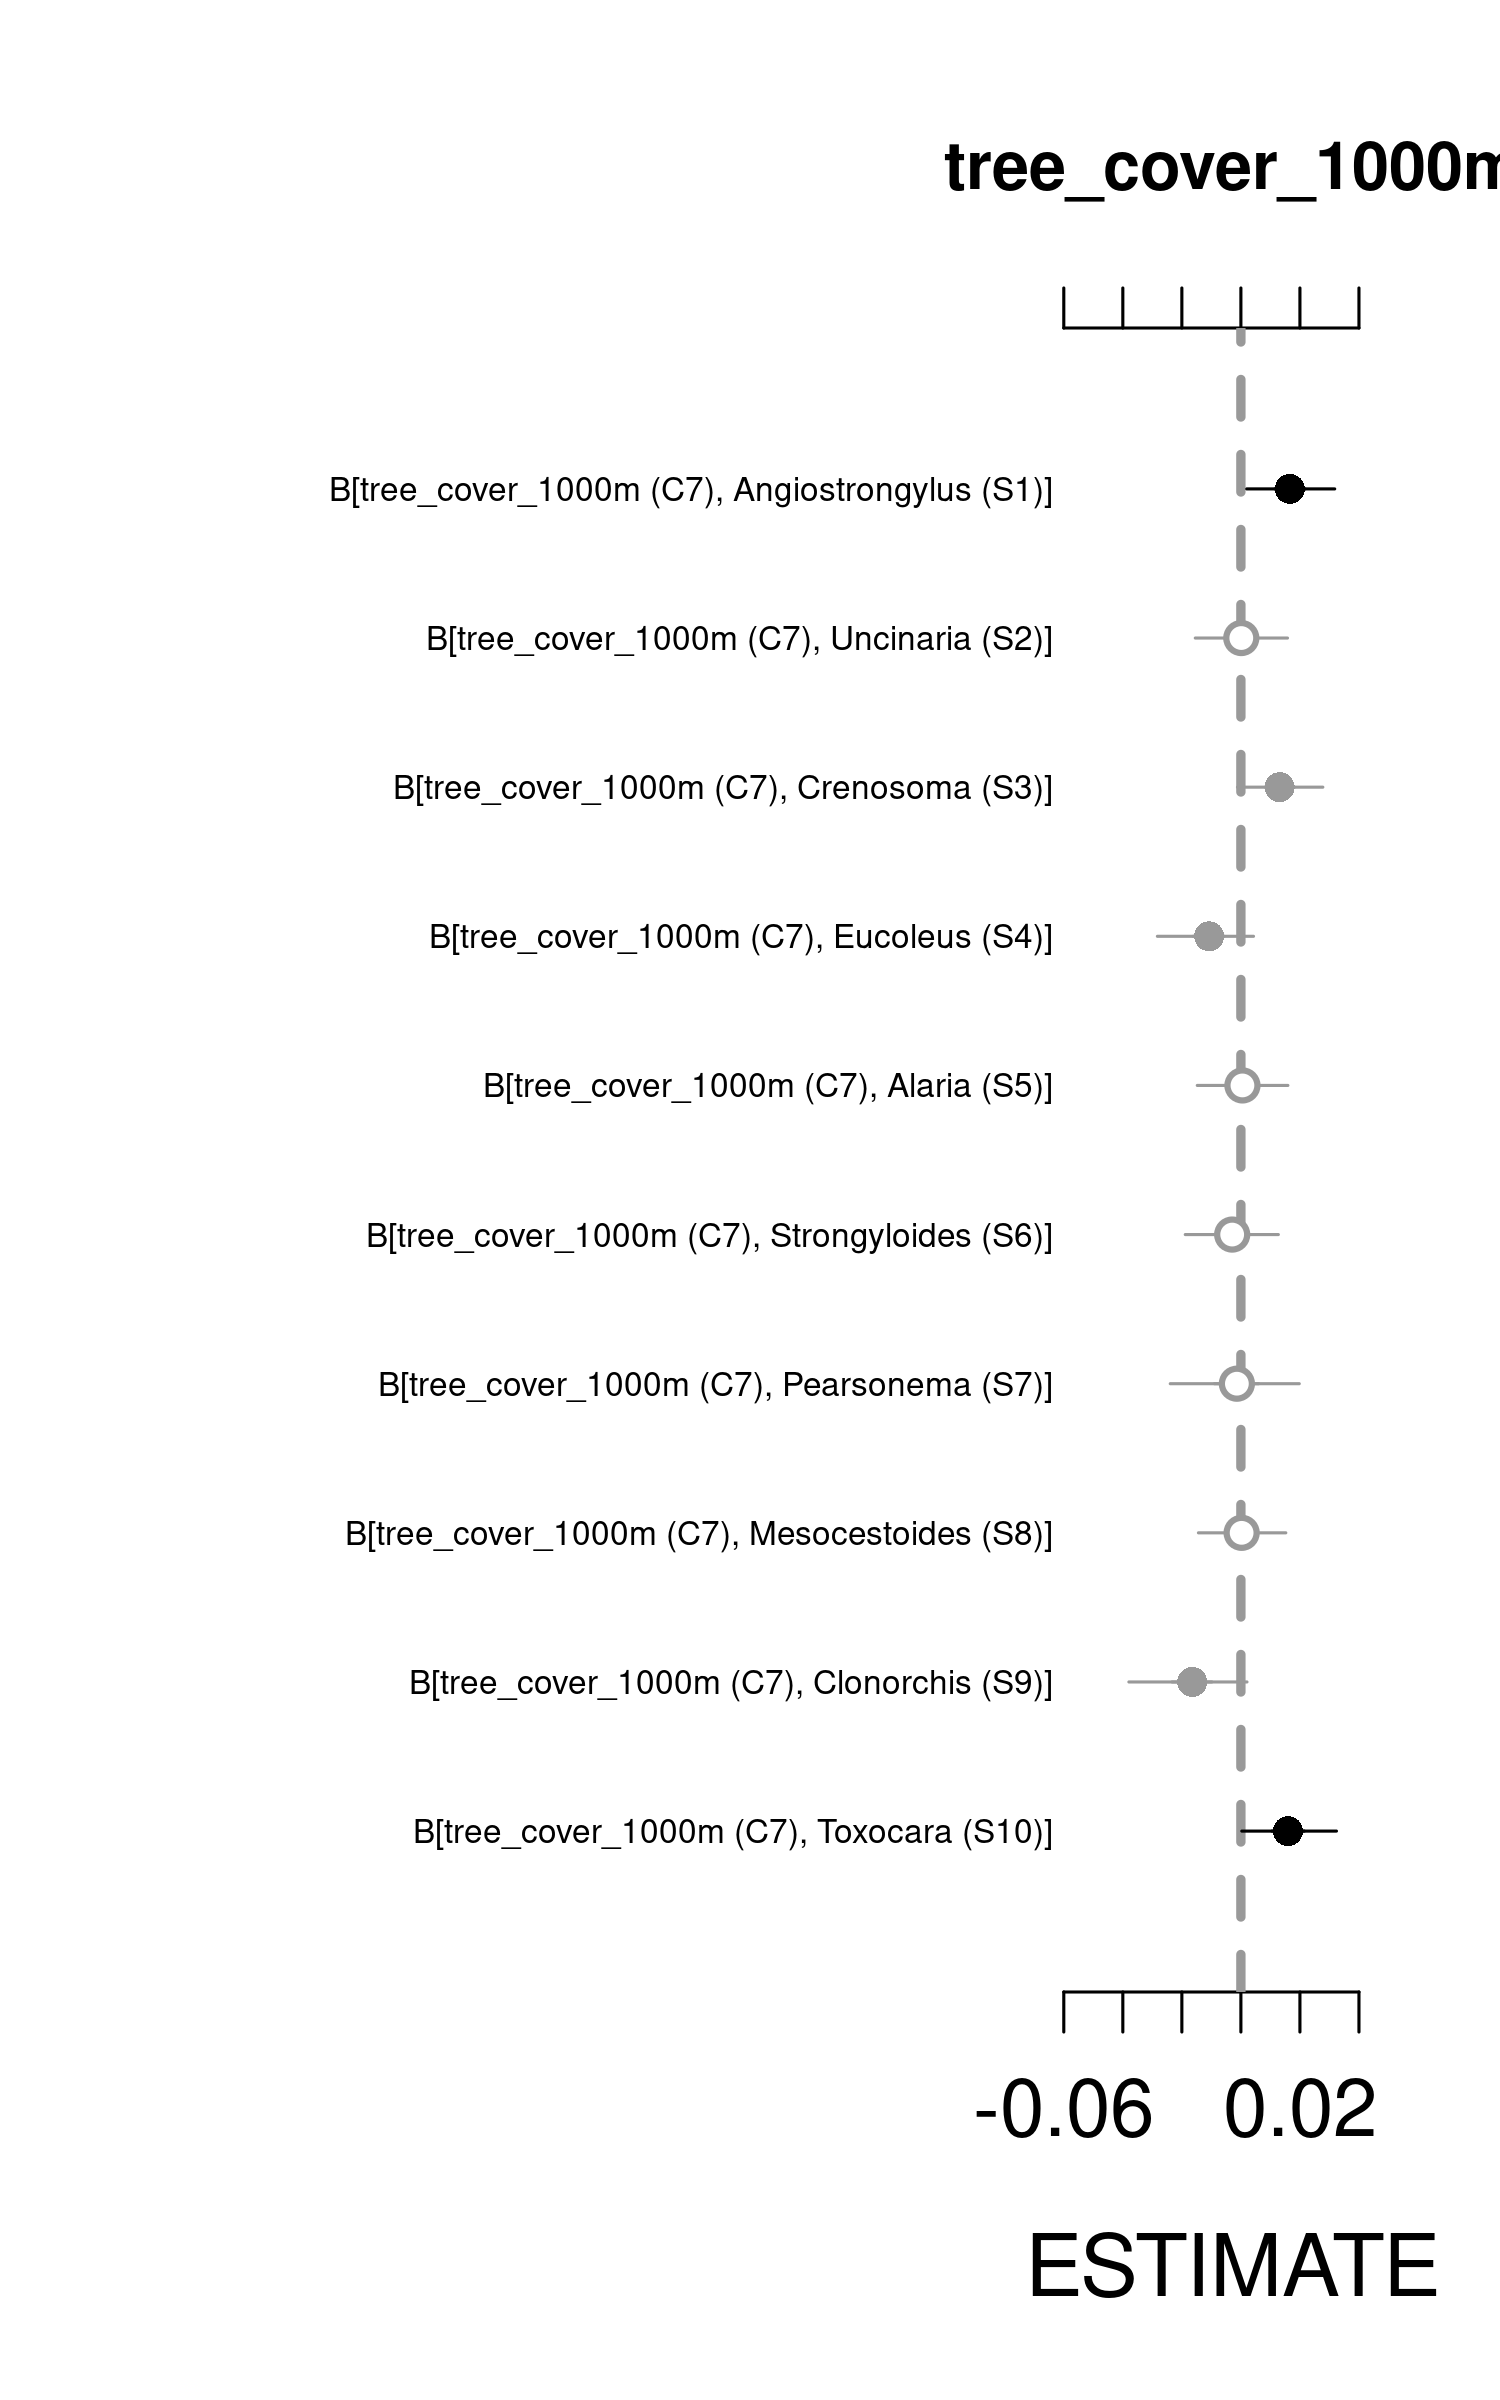 tree_cover_1000m
B[tree_cover_1000m (C7), Angiostrongylus (S1)]
B[tree_cover_1000m (C7), Uncinaria (S2)]
B[tree_cover_1000m (C7), Crenosoma (S3)]
B[tree_cover_1000m (C7), Eucoleus (S4)]
B[tree_cover_1000m (C7), Alaria (S5)]
B[tree_cover_1000m (C7), Strongyloides (S6)]
B[tree_cover_1000m (C7), Pearsonema (S7)]
B[tree_cover_1000m (C7), Mesocestoides (S8)]
B[tree_cover_1000m (C7), Clonorchis (S9)]
B[tree_cover_1000m (C7), Toxocara (S10)]
-0.06 0.02
ESTIMATE